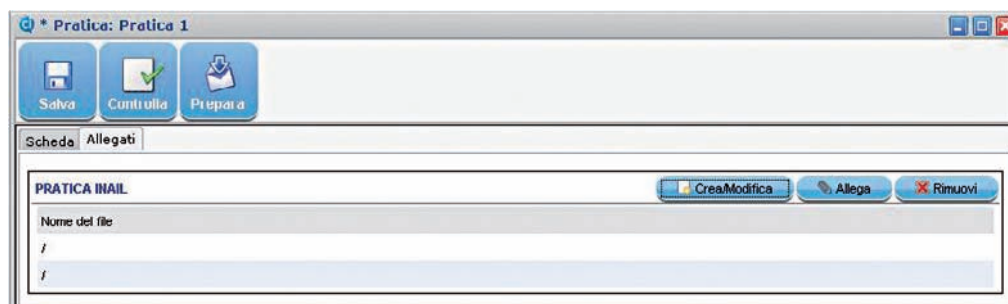 * Pratica: Pratica 1
Salva Controlla Prepara
Scheda Allegati
PRATICA INAIL Crea/Modifica Allega Rimuovi
Nome del file
/
/